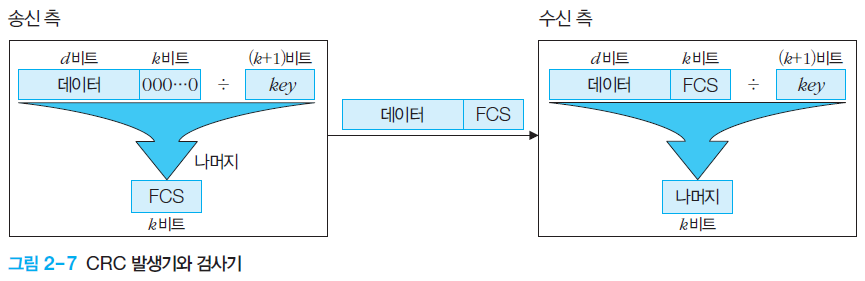 송신 측
d비트 k비트 (k+1)비트
데이터 000⋯0 ÷ key
나머지
FCS
k비트
데이터 FCS
수신 측
d비트 k비트 (k+1)비트
데이터 FCS ÷ key
나머지
k비트
그림 2-7 CRC 발생기와 검사기